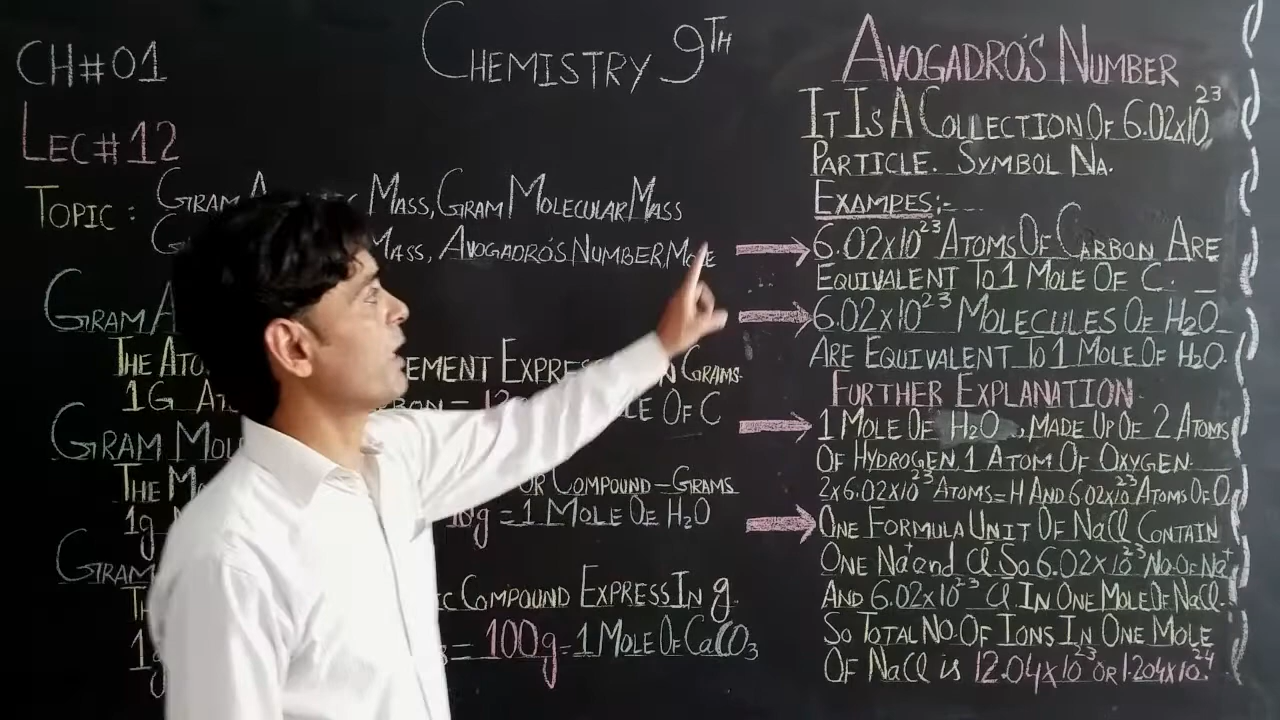 CH#01
CHEMISTRY 9TH
LEC#12
TOPIC: GRAM MASS, GRAM MOLECULAR MASS
MASS, AVOGADRO'S NUMBER, MOLE
GRAM A
THE ATO EMENT EXPRES N GRAMS.
1G AT BON = 12 LE OF C
GRAM MOL
THE M OR COMPOUND-GRAMS
1g 18g = 1 MOLE OF H2O
GRAM
TH C COMPOUND EXPRESS IN g.
1g 3 = 100g = 1 MOLE OF CaCO3
AVOGADRO'S NUMBER
IT IS A COLLECTION OF 6.02x10^23
PARTICLE. SYMBOL NA.
EXAMPES:-
6.02x10^23 ATOMS OF CARBON ARE
EQUIVALENT TO 1 MOLE OF C.
6.02x10^23 MOLECULES OF H2O
ARE EQUIVALENT TO 1 MOLE OF H2O.
FURTHER EXPLANATION
1 MOLE OF H2O, MADE UP OF 2 ATOMS
OF HYDROGEN 1 ATOM OF OXYGEN.
2x6.02x10^23 ATOMS=H AND 6.02x10^23 ATOMS OF O.
ONE FORMULA UNIT OF NaCl CONTAIN
ONE Na+ and Cl-. SO 6.02x10^23 NO. OF Na+
AND 6.02x10^23 Cl- IN ONE MOLE OF NaCl.
SO TOTAL NO. OF IONS IN ONE MOLE
OF NaCl is 12.04x10^23 OR 1.204x10^24.